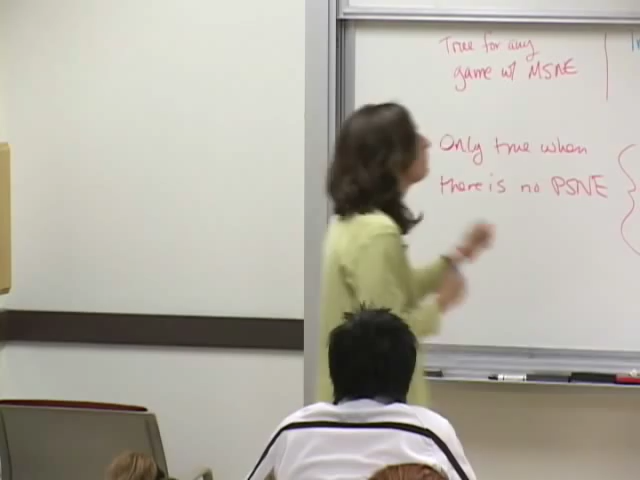 True for any
game w/ MSNE
Only true when
there is no PSNE